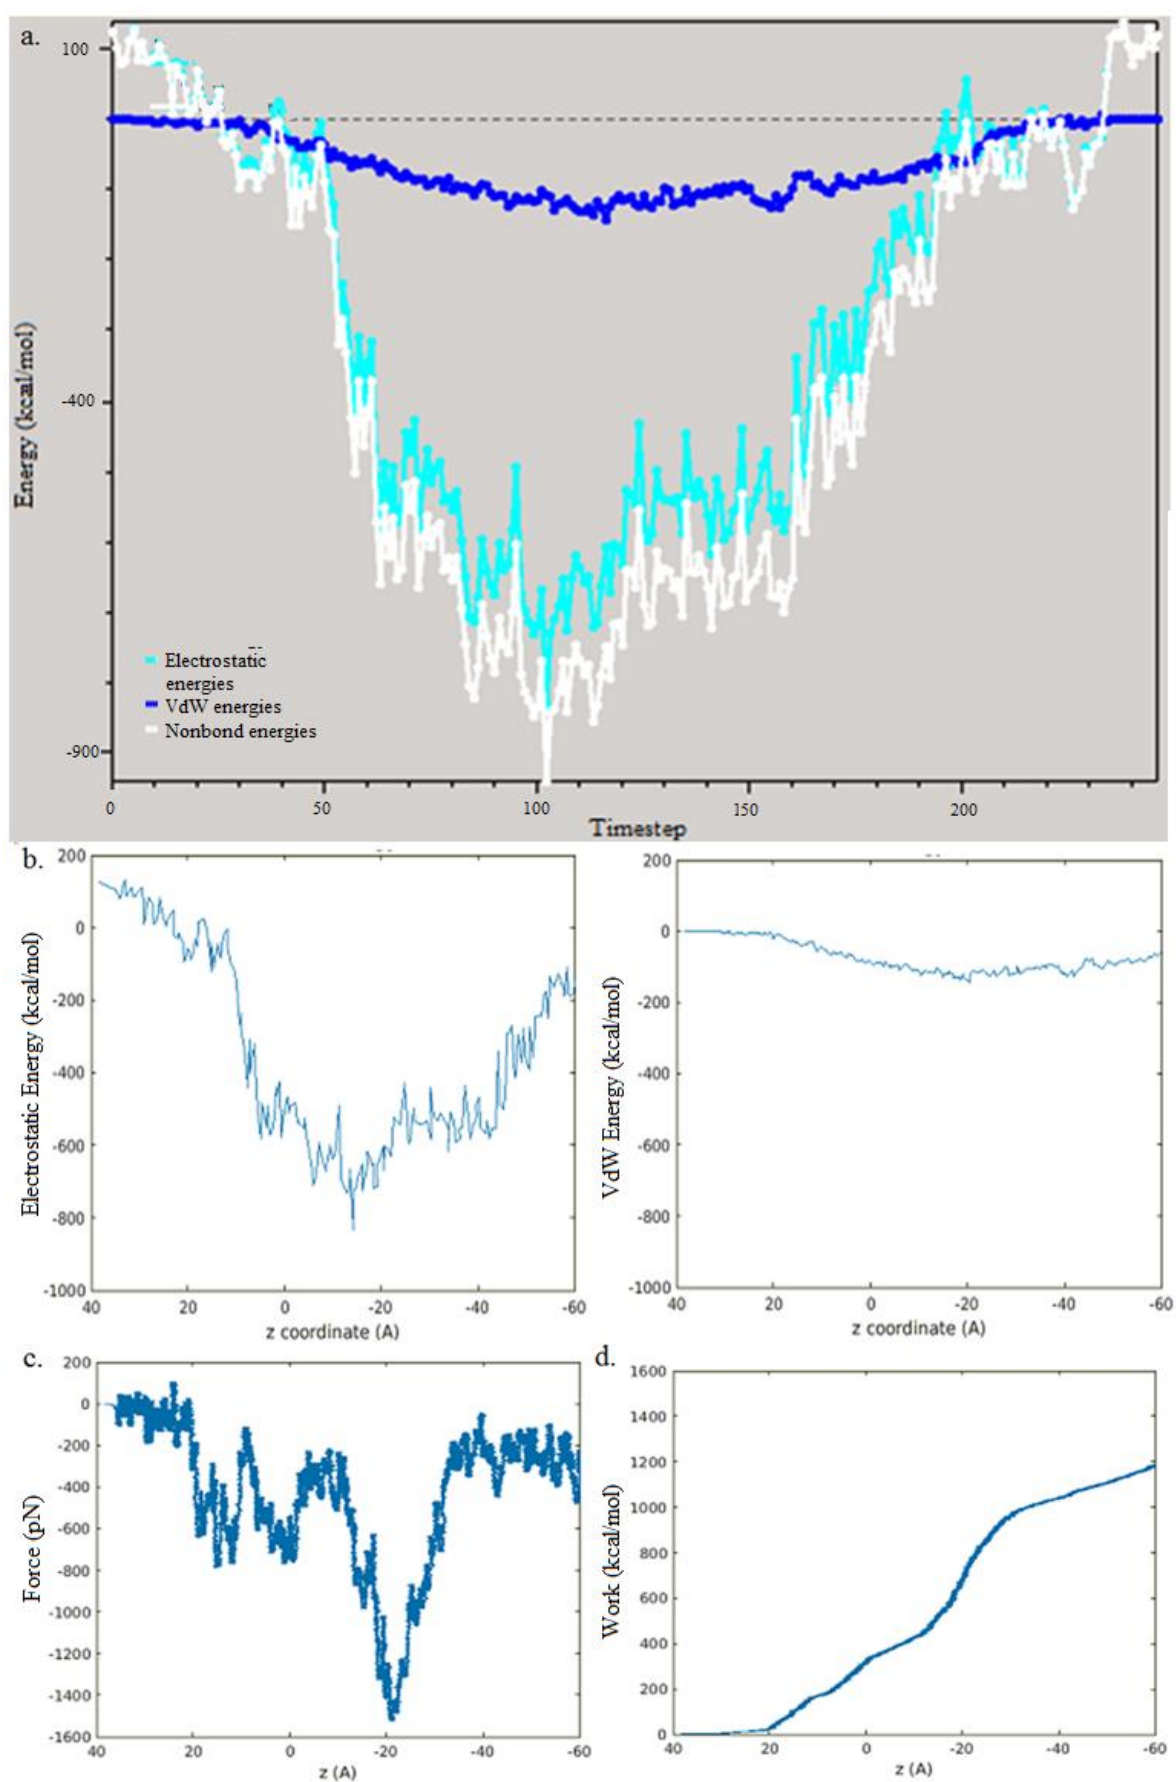 a.
100
-400
-900
Energy (kcal/mol)
Electrostatic
energies
VdW energies
Nonbond energies
0 50 100 150 200
Timestep
b.
200
0
-200
-400
-600
-800
-1000
Electrostatic Energy (kcal/mol)
40 20 0 -20 -40 -60
z coordinate (A)
200
0
-200
-400
-600
-800
-1000
VdW Energy (kcal/mol)
40 20 0 -20 -40 -60
z coordinate (A)
c.
200
0
-200
-400
-600
-800
-1000
-1200
-1400
-1600
Force (pN)
40 20 0 -20 -40 -60
z (A)
d.
1600
1400
1200
1000
800
600
400
200
0
Work (kcal/mol)
40 20 0 -20 -40 -60
z (A)